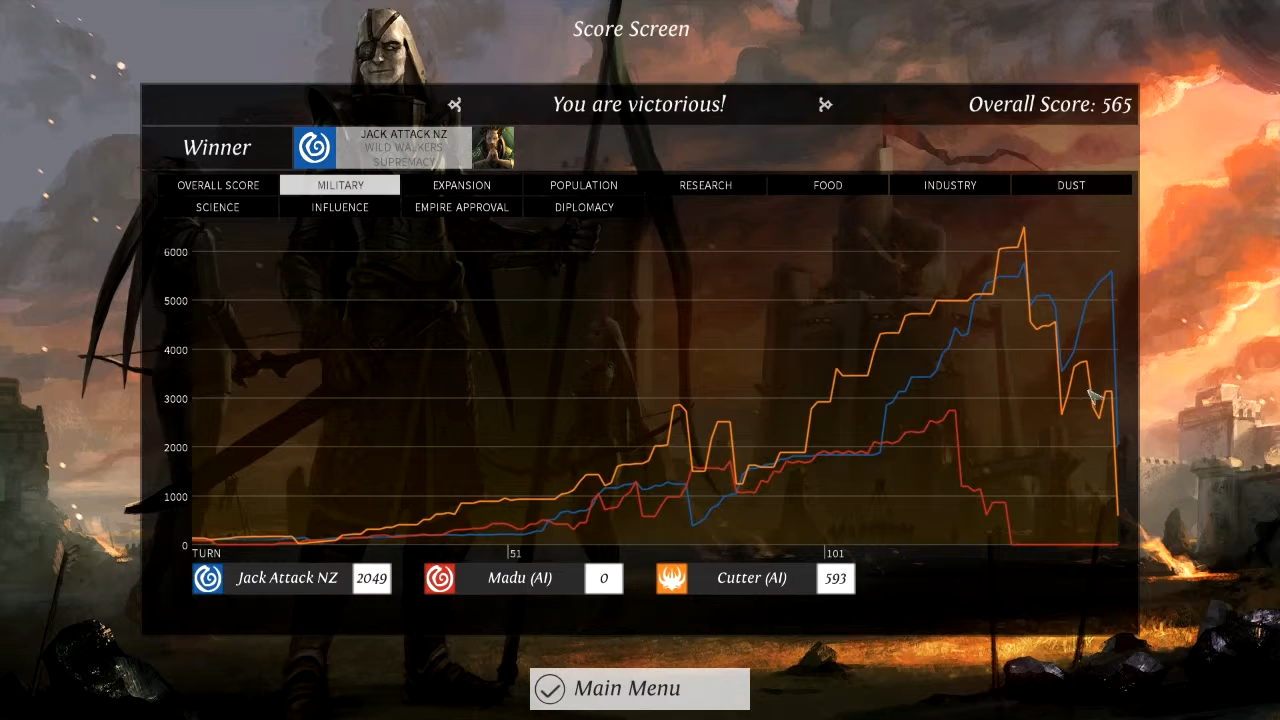 Score Screen
You are victorious!
Overall Score: 565
Winner
JACK ATTACK NZ
WILD WALKERS
SUPREMACY
OVERALL SCORE
MILITARY
EXPANSION
POPULATION
RESEARCH
FOOD
INDUSTRY
DUST
SCIENCE
INFLUENCE
EMPIRE APPROVAL
DIPLOMACY
6000
5000
4000
3000
2000
1000
0
TURN
51
101
Jack Attack NZ 2049
Madu (AI) 0
Cutter (AI) 593
Main Menu